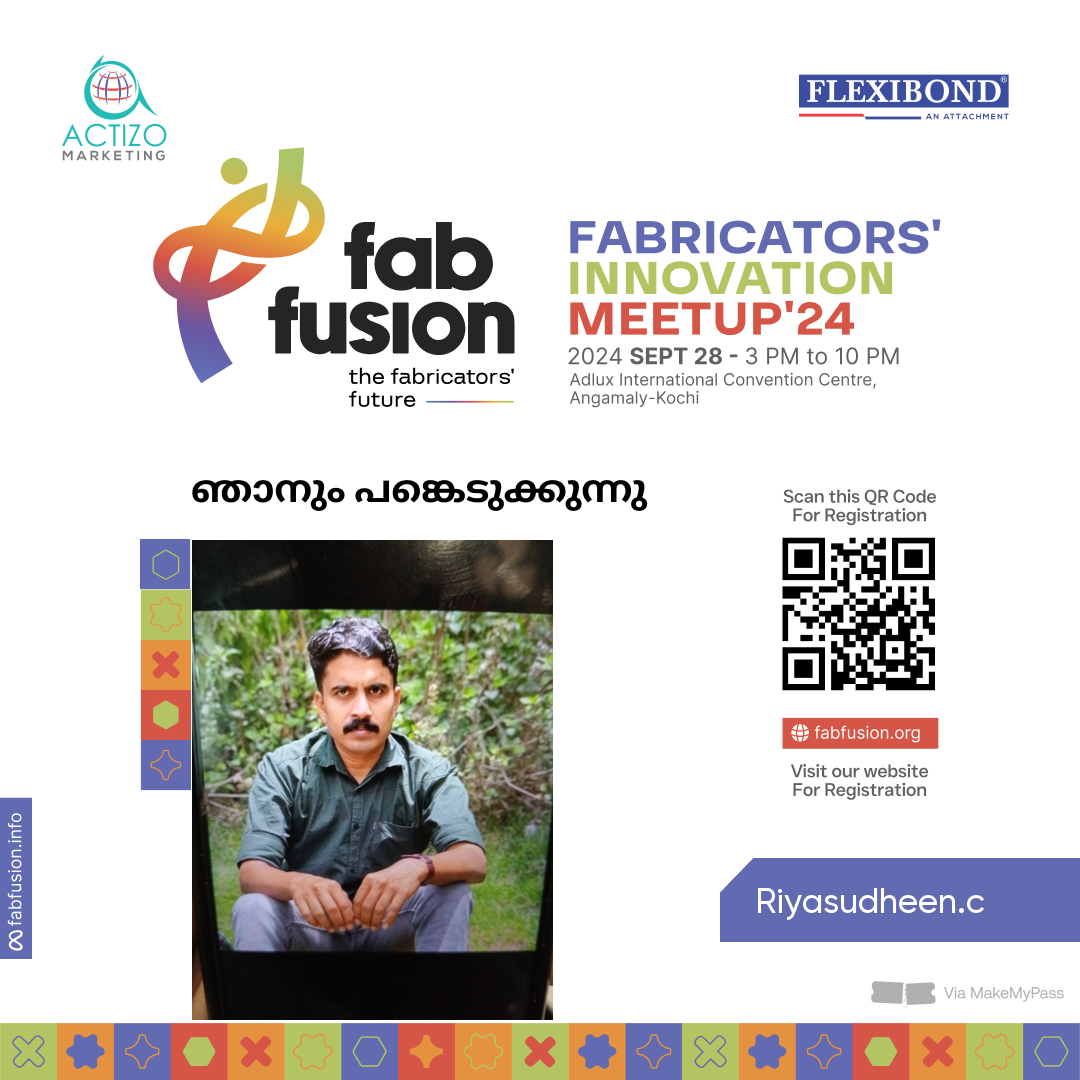 ACTIZO
MARKETING
FLEXIBOND®
AN ATTACHMENT
fab
fusion
the fabricators'
future
FABRICATORS'
INNOVATION
MEETUP'24
2024 SEPT 28 - 3 PM to 10 PM
Adlux International Convention Centre,
Angamaly-Kochi
ഞാനും പങ്കെടുക്കുന്നു
Scan this QR Code
For Registration
fabfusion.org
Visit our website
For Registration
fabfusion.info
Riyasudheen.c
Via MakeMyPass